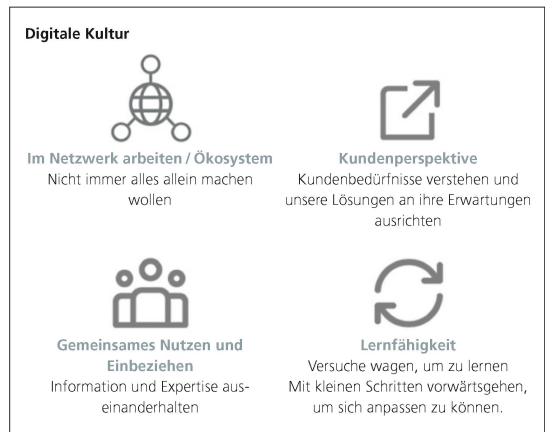 Digitale Kultur
Im Netzwerk arbeiten / Ökosystem
Nicht immer alles allein machen
wollen
Kundenperspektive
Kundenbedürfnisse verstehen und
unsere Lösungen an ihre Erwartungen
ausrichten
Gemeinsames Nutzen und
Einbeziehen
Information und Expertise aus-
einanderhalten
Lernfähigkeit
Versuche wagen, um zu lernen
Mit kleinen Schritten vorwärtsgehen,
um sich anpassen zu können.